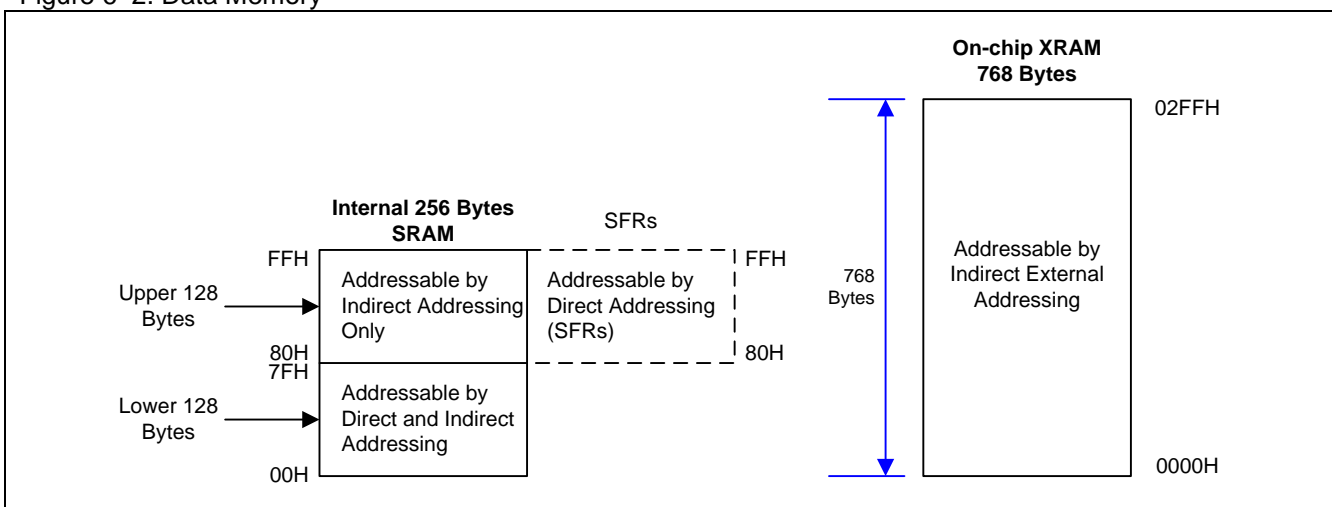 Figure 6-2. Data Memory
On-chip XRAM
768 Bytes
02FFH
Internal 256 Bytes
SRAM
SFRs
FFH
FFH
Upper 128
Bytes
Addressable by
Indirect Addressing
Only
Addressable by
Direct Addressing
(SFRs)
80H
80H
7FH
Lower 128
Bytes
Addressable by
Direct and Indirect
Addressing
00H
768
Bytes
Addressable by
Indirect External
Addressing
0000H